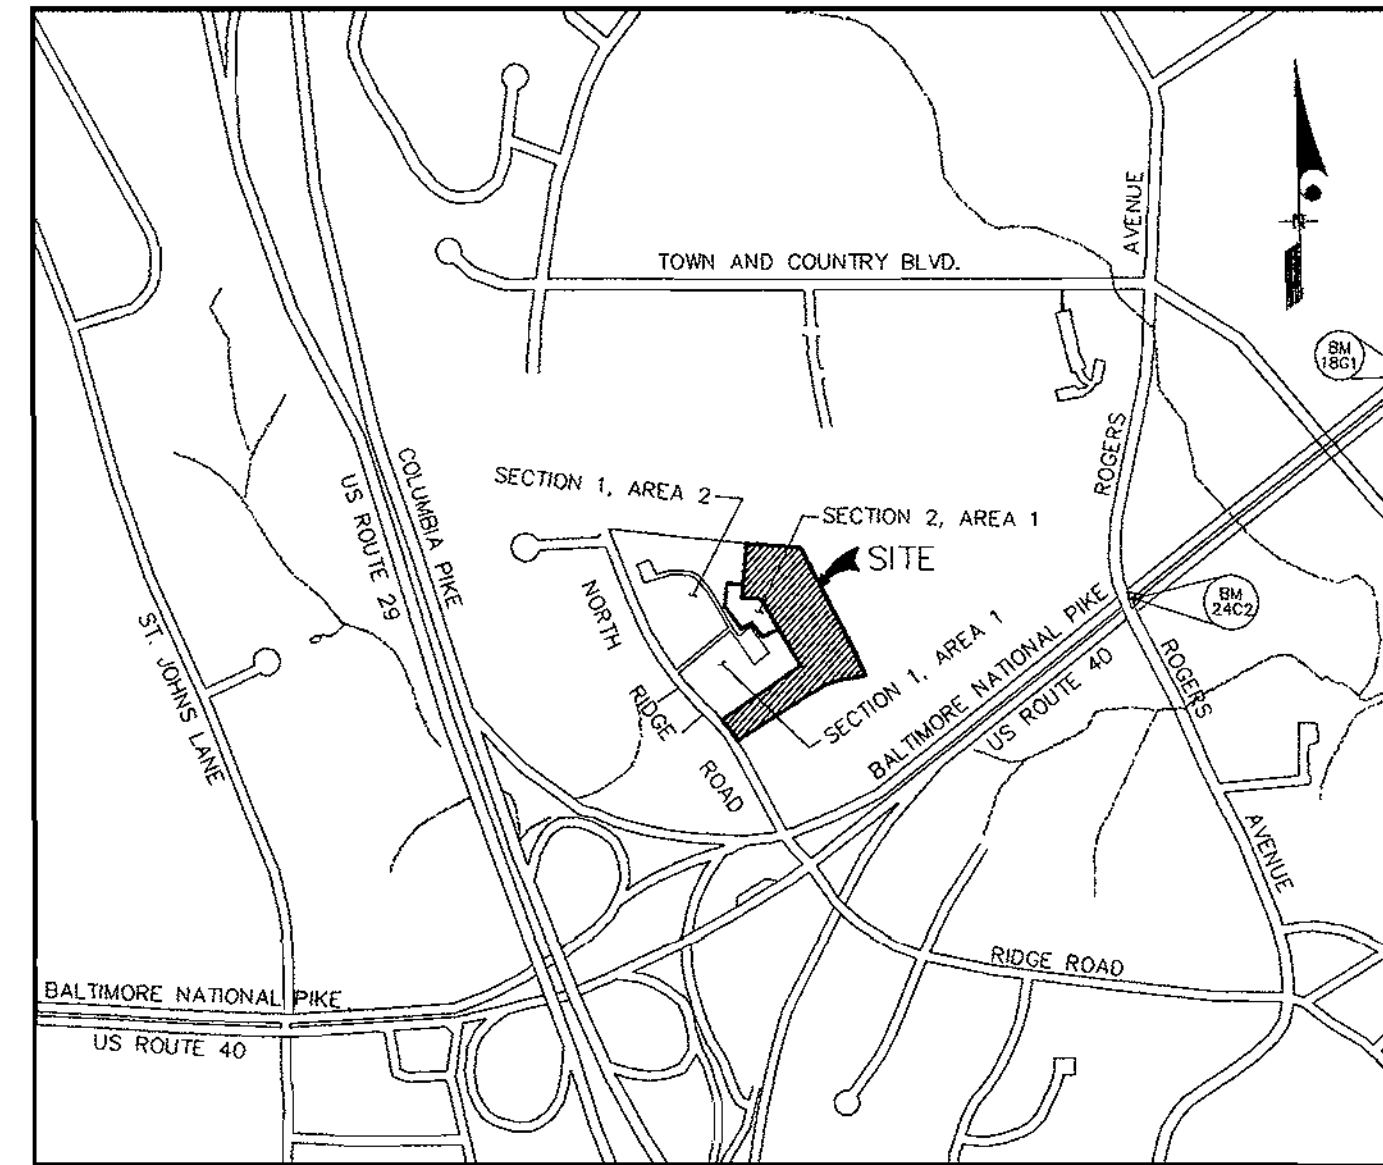 AVENUE
TOWN AND COUNTRY BLVD.
BM
18G1
ROGERS
COLUMBIA PIKE
US ROUTE 29
SECTION 1, AREA 2
SECTION 2, AREA 1
SITE
NORTH
RIDGE
ROAD
SECTION 1, AREA 1
BALTIMORE NATIONAL PIKE
US ROUTE 40
BM
24C2
ROGERS
AVENUE
ST. JOHNS LANE
RIDGE ROAD
BALTIMORE NATIONAL PIKE
US ROUTE 40